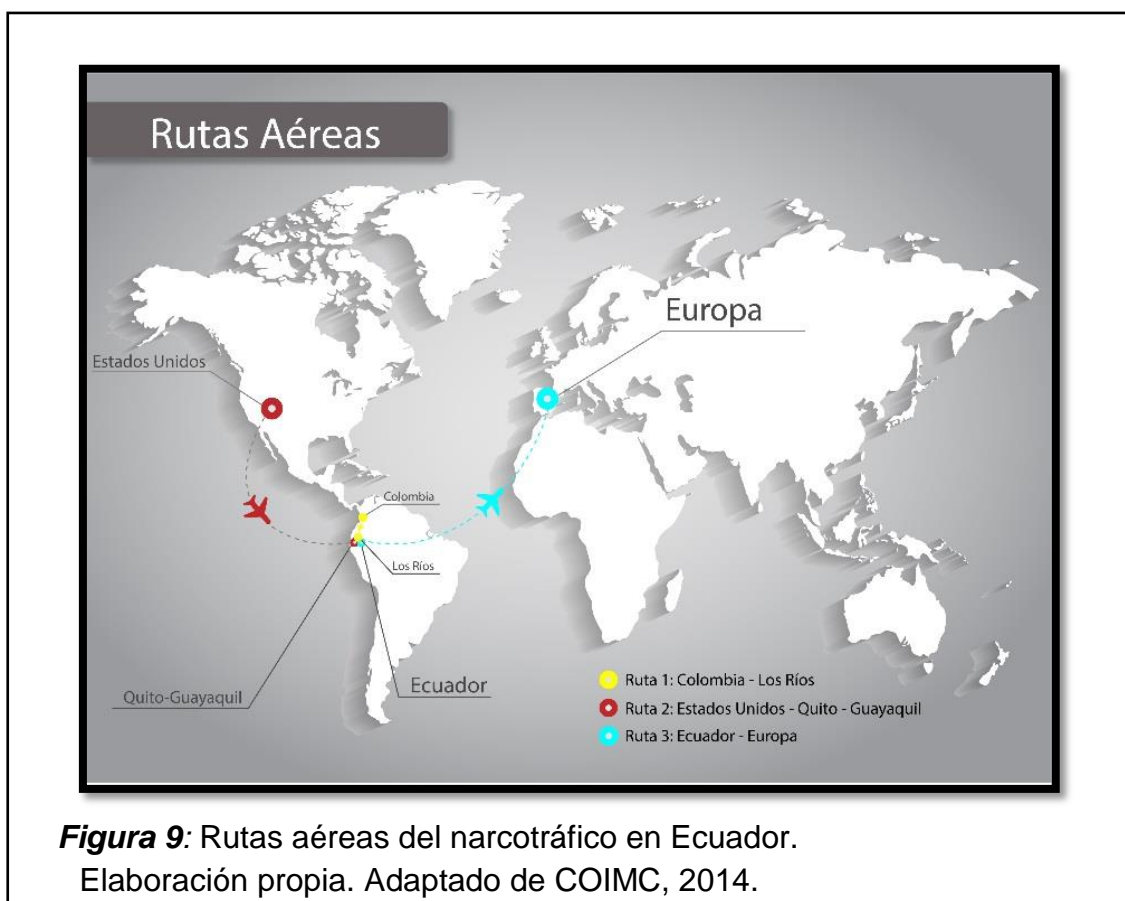 Rutas Aéreas
Europa
Estados Unidos
Colombia
Los Ríos
Ecuador
Quito-Guayaquil
Ruta 1: Colombia - Los Ríos
Ruta 2: Estados Unidos - Quito - Guayaquil
Ruta 3: Ecuador - Europa
Figura 9: Rutas aéreas del narcotráfico en Ecuador.
Elaboración propia. Adaptado de COIMC, 2014.